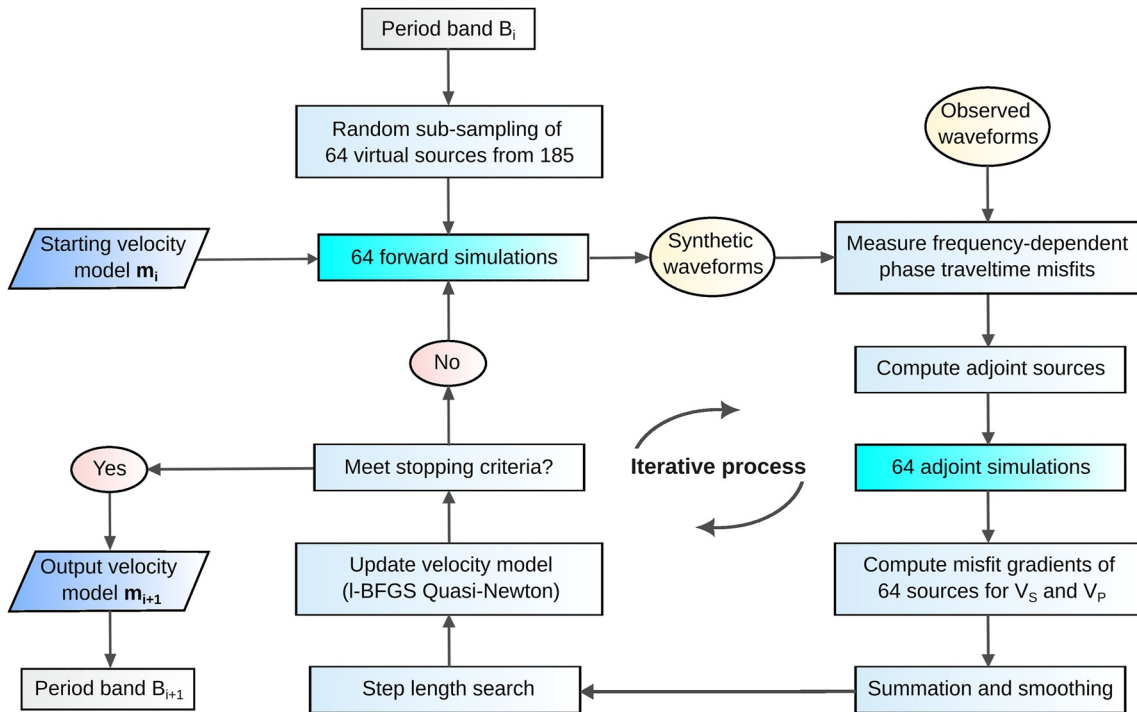 Period band Bi
Random sub-sampling of
64 virtual sources from 185
Observed
waveforms
Starting velocity
model mi
64 forward simulations
Synthetic
waveforms
Measure frequency-dependent
phase traveltime misfits
No
Compute adjoint sources
Yes
Meet stopping criteria?
Iterative process
64 adjoint simulations
Output velocity
model mi+1
Update velocity model
(l-BFGS Quasi-Newton)
Compute misfit gradients of
64 sources for VS and VP
Period band Bi+1
Step length search
Summation and smoothing